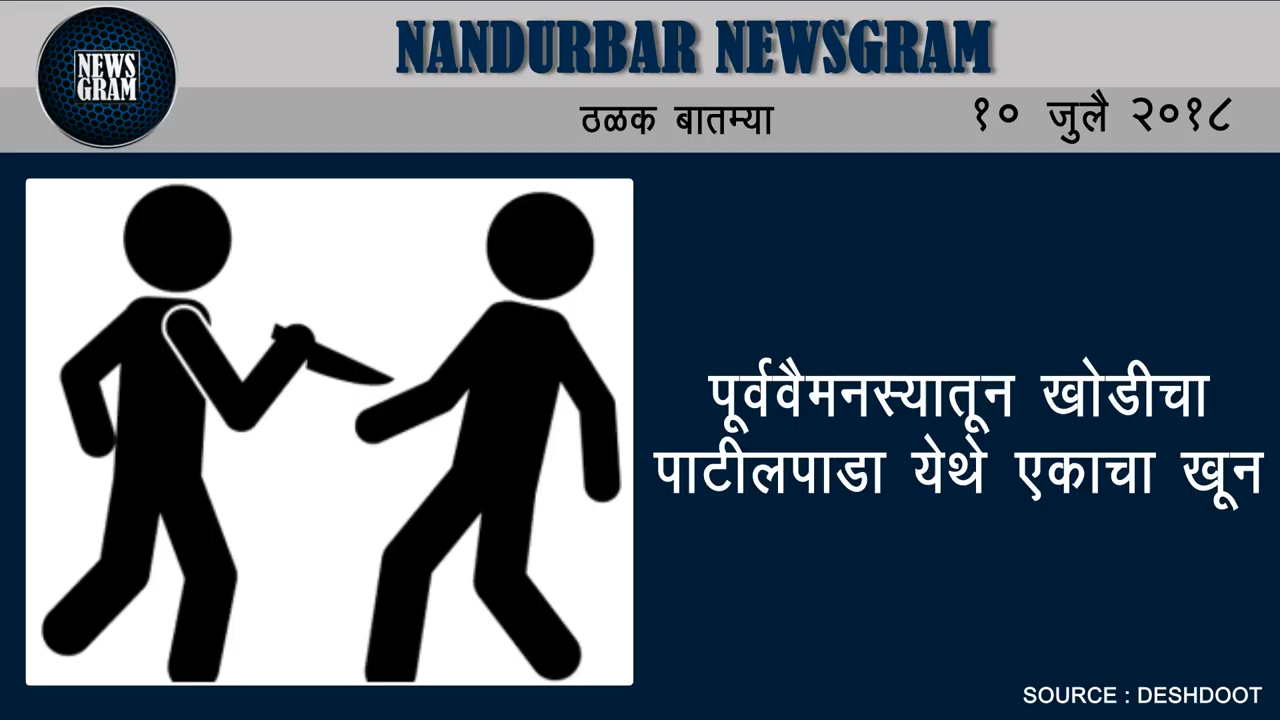 NEWS
GRAM
NANDURBAR NEWSGRAM
ठळक बातम्या
१० जुलै २०१८
पूर्ववैमनस्यातून खोडीचा
पाटीलपाडा येथे एकाचा खून
SOURCE : DESHDOOT